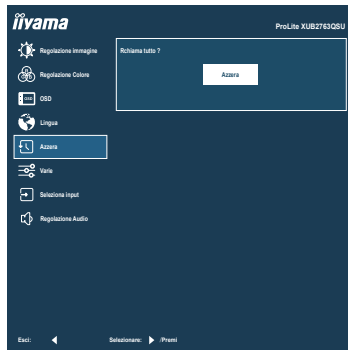 iiyama
ProLite XUB2763QSU
Regolazione immagine
Rchiama tutto ?
Azzera
Regolazione Colore
OSD
OSD
Lingua
Azzera
Varie
Seleziona input
Regolazione Audio
Esci: Selezionare: /Premi